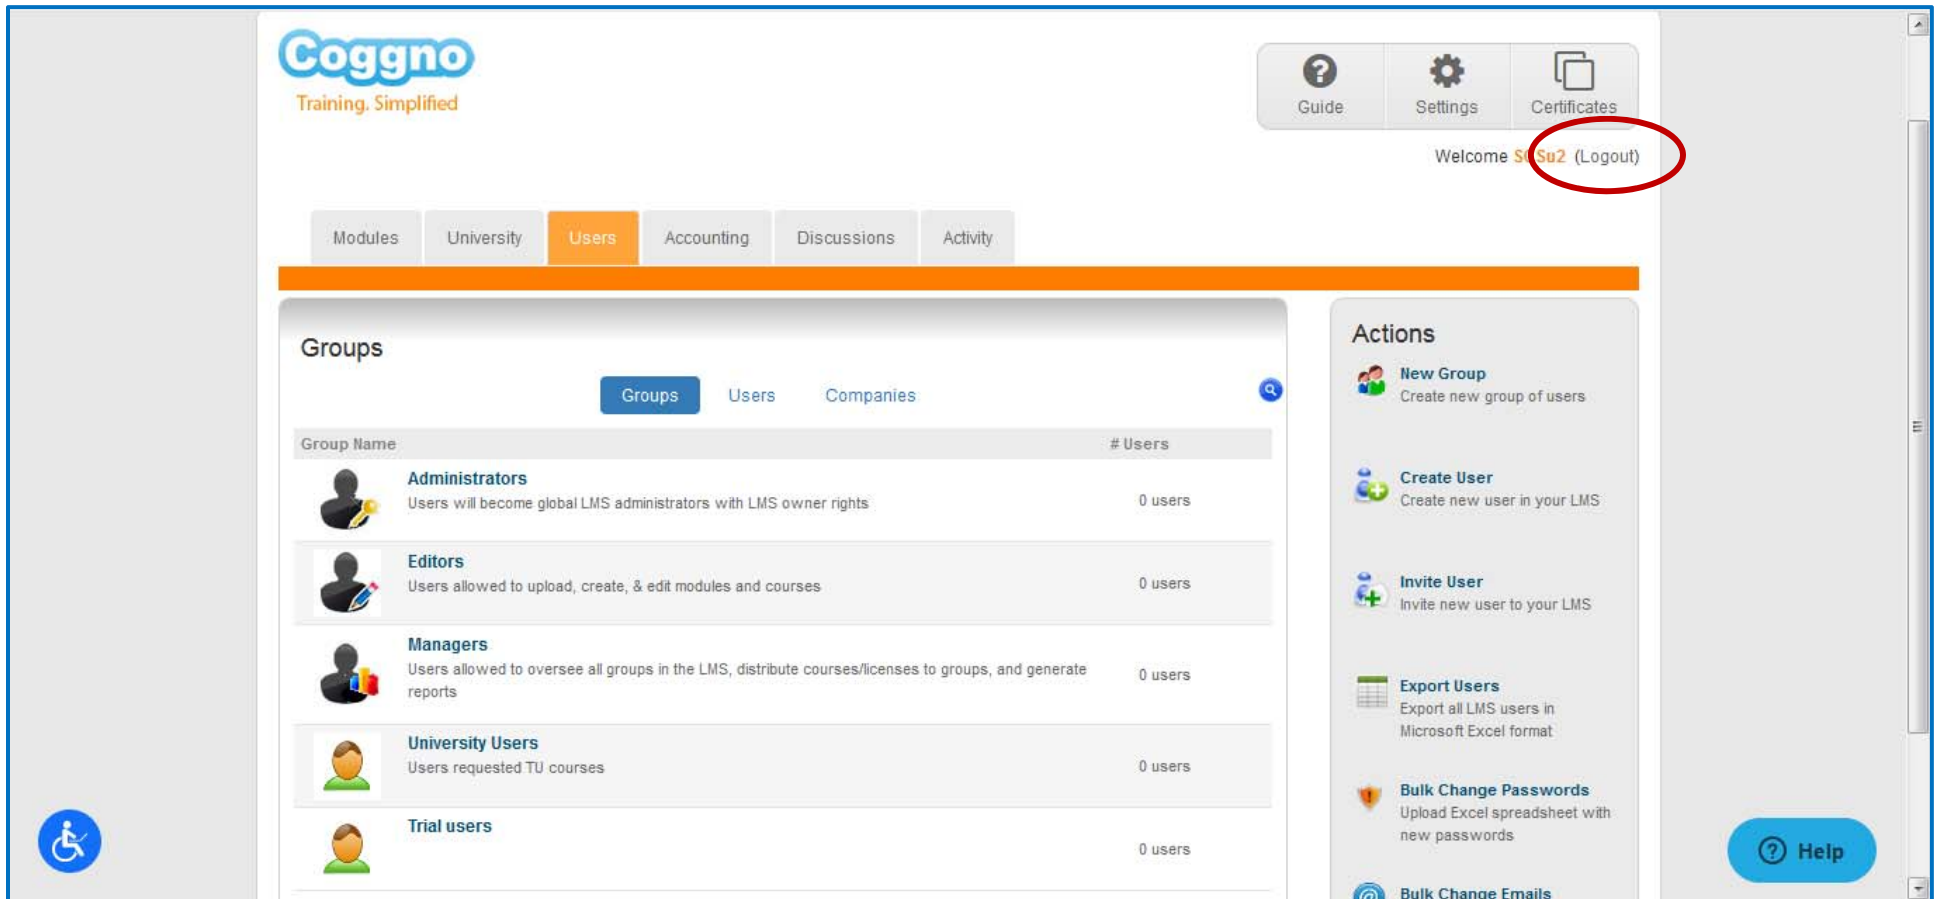 Coggno
Training. Simplified
Guide
Settings
Certificates
Welcome SCSu2 (Logout)
Modules
University
Users
Accounting
Discussions
Activity
Groups
Groups
Users
Companies
Group Name
# Users
Administrators
Users will become global LMS administrators with LMS owner rights
0 users
Editors
Users allowed to upload, create, & edit modules and courses
0 users
Managers
Users allowed to oversee all groups in the LMS, distribute courses/licenses to groups, and generate
reports
0 users
University Users
Users requested TU courses
0 users
Trial users
0 users
Actions
New Group
Create new group of users
Create User
Create new user in your LMS
Invite User
Invite new user to your LMS
Export Users
Export all LMS users in
Microsoft Excel format
Bulk Change Passwords
Upload Excel spreadsheet with
new passwords
Bulk Change Emails
Help